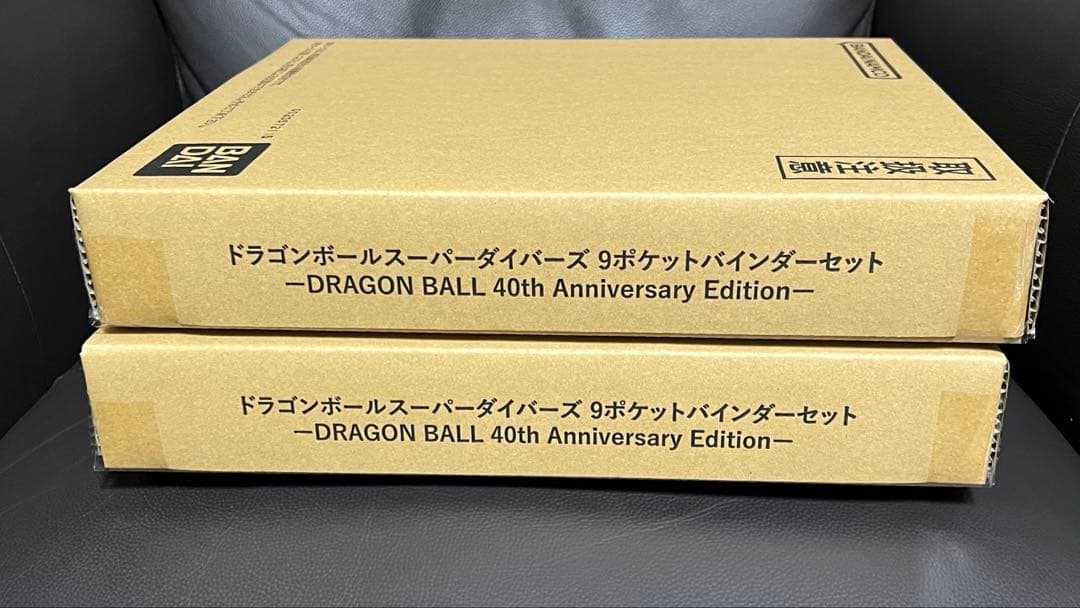 BAN
DAI
取扱注意
ドラゴンボールスーパーダイバーズ 9ポケットバインダーセット
—DRAGON BALL 40th Anniversary Edition—
ドラゴンボールスーパーダイバーズ 9ポケットバインダーセット
—DRAGON BALL 40th Anniversary Edition—